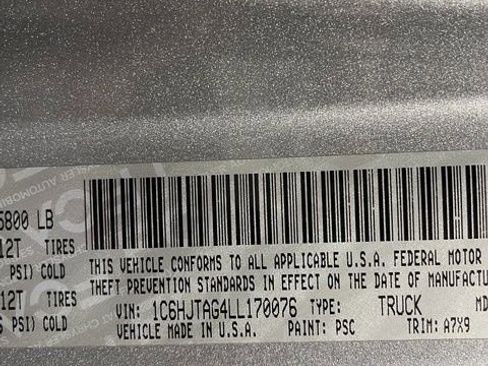 5800 LB
12T TIRES
PSI) COLD
12T TIRES
PSI) COLD
THIS VEHICLE CONFORMS TO ALL APPLICABLE U.S.A. FEDERAL MOTOR
THEFT PREVENTION STANDARDS IN EFFECT ON THE DATE OF MANUFACTU
VIN: 1C6HJTAG4LL170076 TYPE: TRUCK MD
VEHICLE MADE IN U.S.A. PAINT: PSC TRIM: A7X9